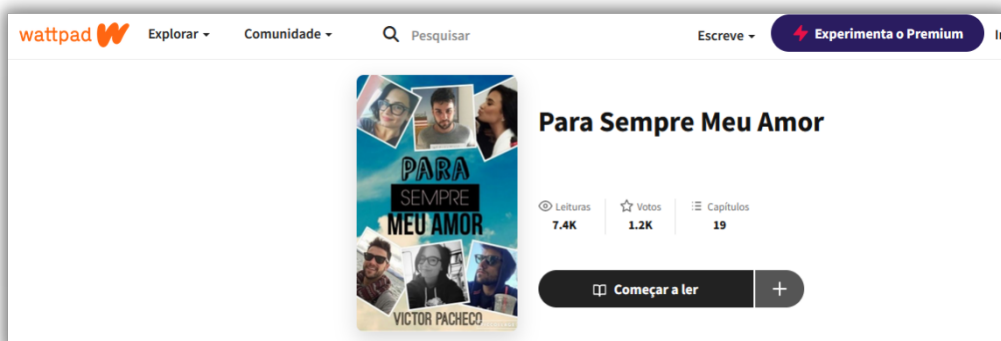 wattpad
Explorar
Comunidade
Pesquisar
Escreve
Experimenta o Premium
PARA
SEMPRE
MEU AMOR
VICTOR PACHECO
Para Sempre Meu Amor
Leituras
Votos
Capítulos
7.4K
1.2K
19
Começar a ler